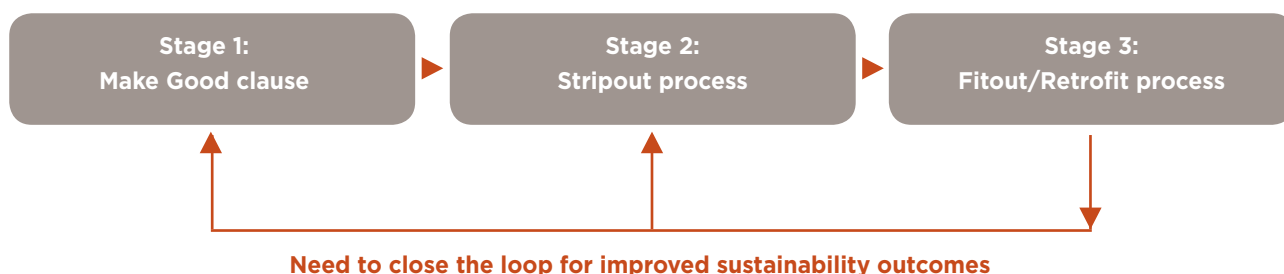 Stage 1:
Make Good clause
Stage 2:
Stripout process
Stage 3:
Fitout/Retrofit process
Need to close the loop for improved sustainability outcomes